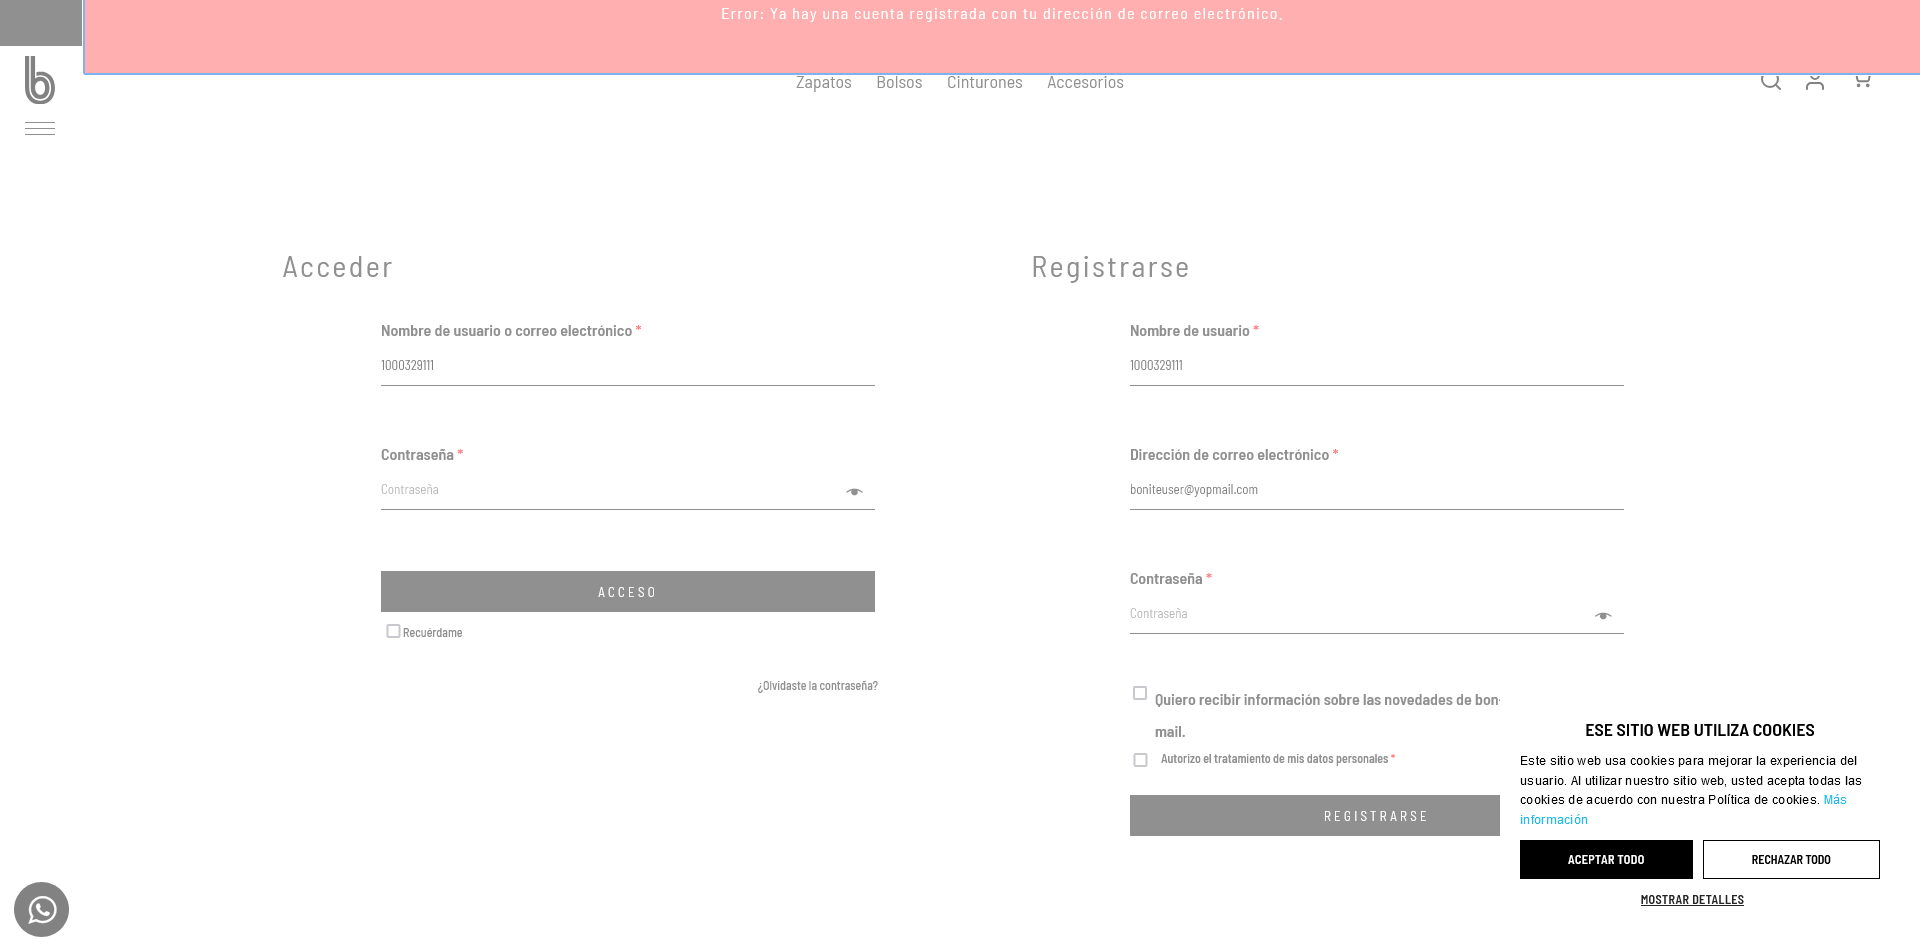 Error: Ya hay una cuenta registrada con tu dirección de correo electrónico.
b
Zapatos Bolsos Cinturones Accesorios
Acceder
Nombre de usuario o correo electrónico *
1000329111
Contraseña *
Contraseña
ACCESO
Recuérdame
¿Olvidaste la contraseña?
Registrarse
Nombre de usuario *
1000329111
Dirección de correo electrónico *
boniteuser@yopmail.com
Contraseña *
Contraseña
Quiero recibir información sobre las novedades de bon
mail.
Autorizo el tratamiento de mis datos personales *
REGISTRARSE
ESE SITIO WEB UTILIZA COOKIES
Este sitio web usa cookies para mejorar la experiencia del
usuario. Al utilizar nuestro sitio web, usted acepta todas las
cookies de acuerdo con nuestra Política de cookies. Más
información
ACEPTAR TODO
RECHAZAR TODO
MOSTRAR DETALLES